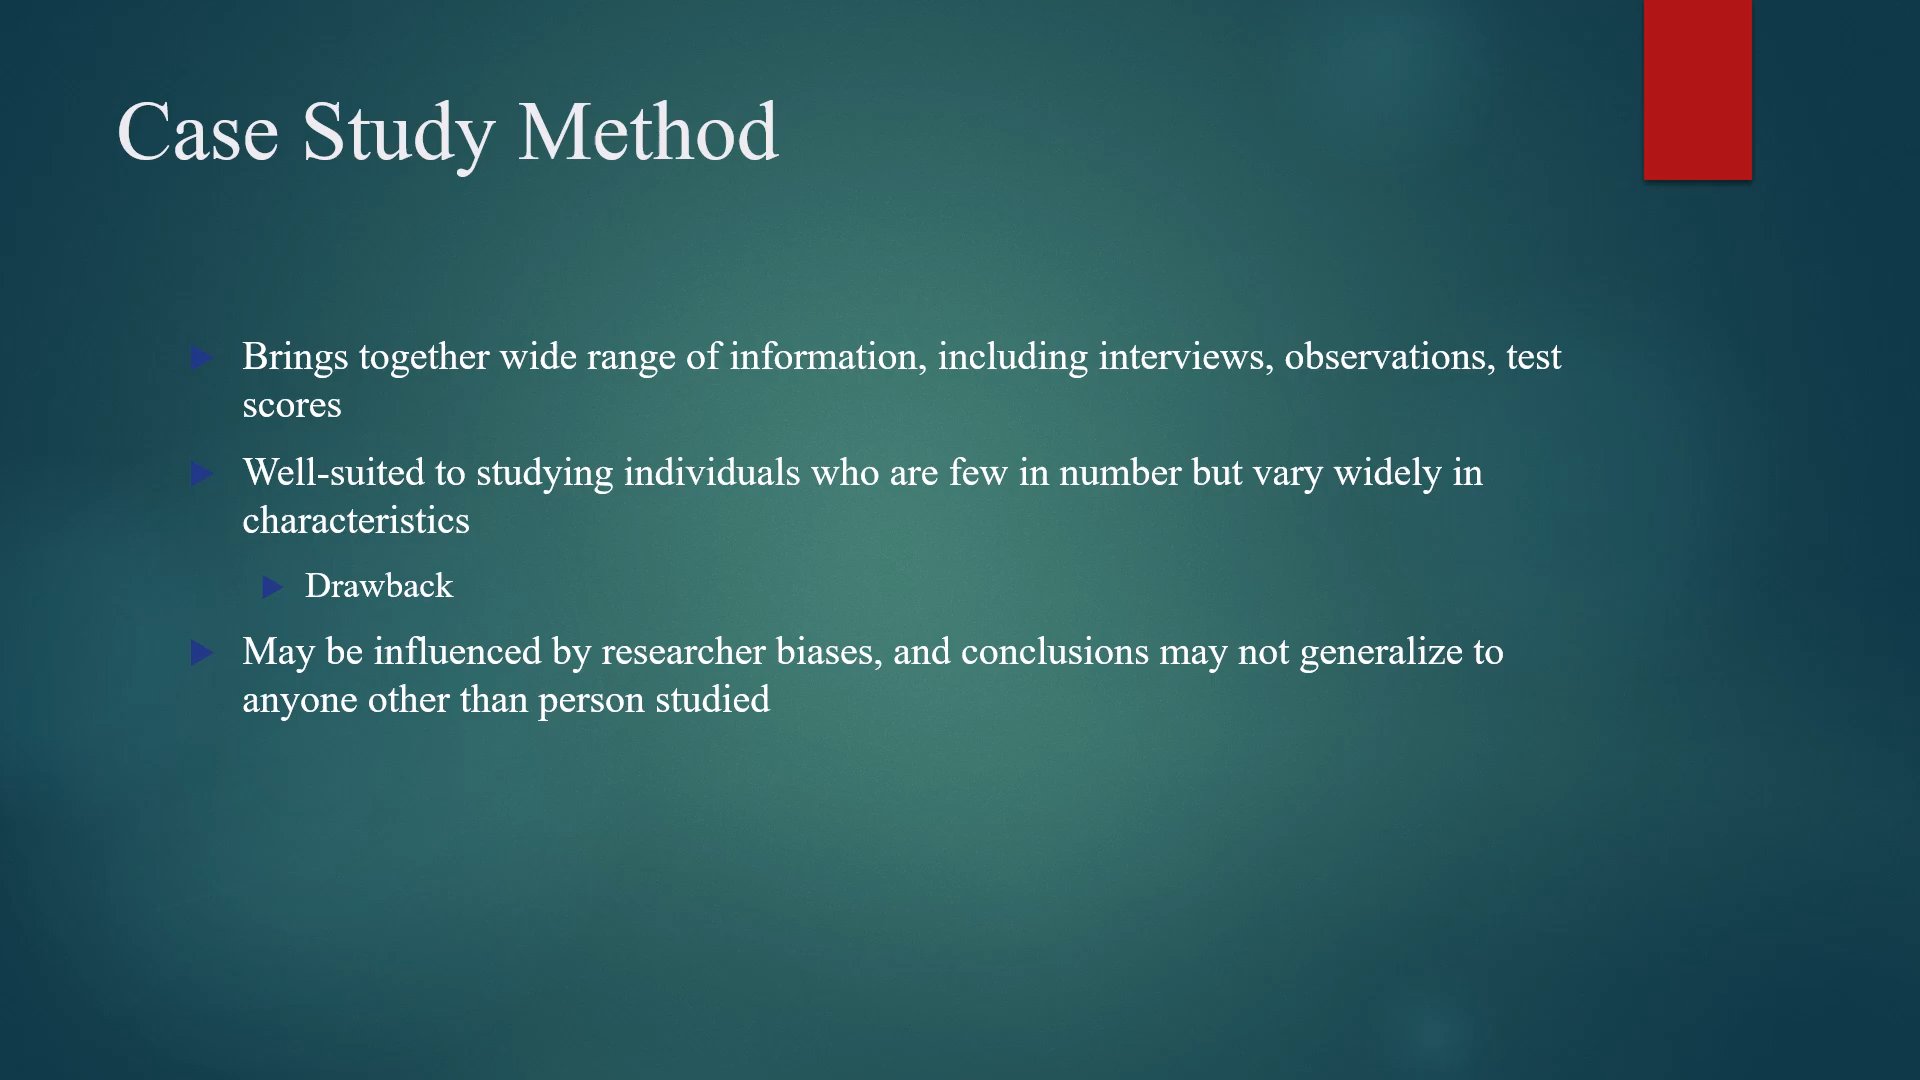 Case Study Method
Brings together wide range of information, including interviews, observations, test
scores
Well-suited to studying individuals who are few in number but vary widely in
characteristics
Drawback
May be influenced by researcher biases, and conclusions may not generalize to
anyone other than person studied